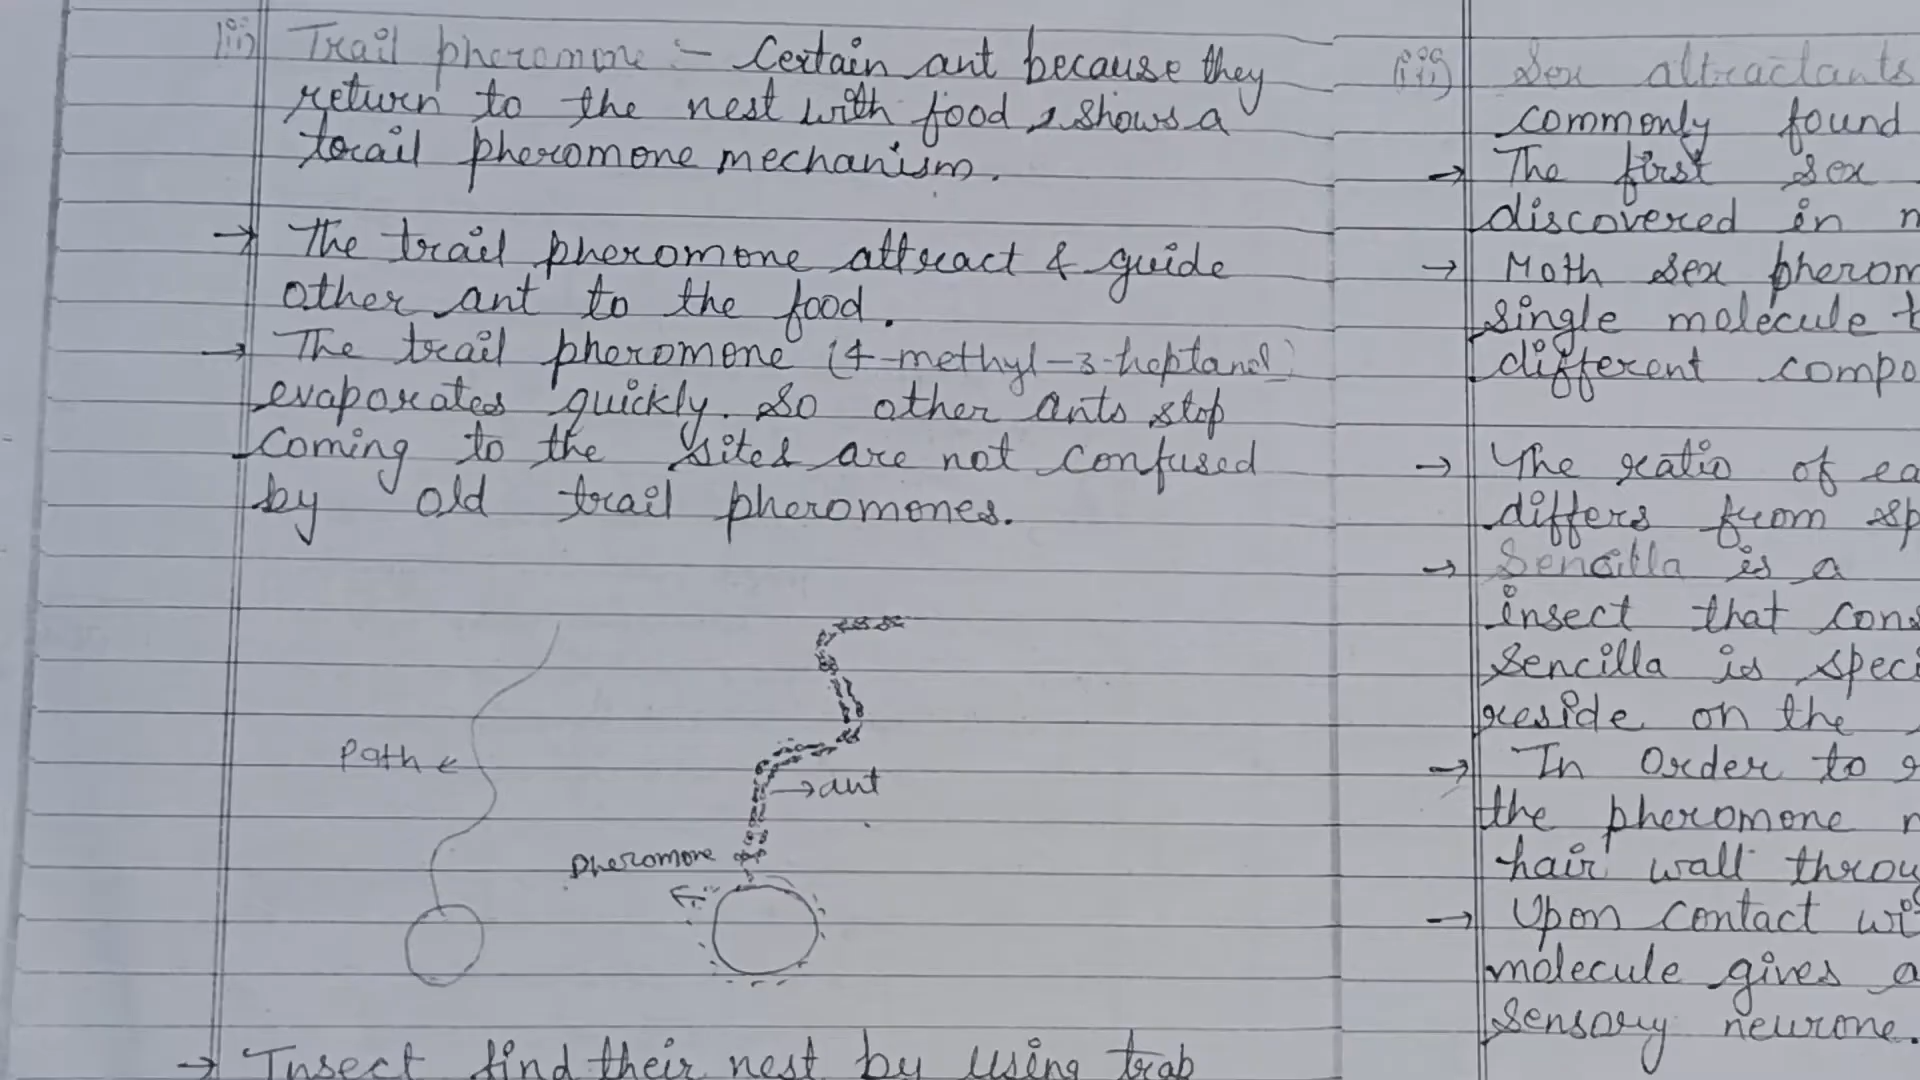 (ii) Trail pheromone :- Certain ant because they
return to the nest with food, shows a
trail pheromone mechanism.
→ The trail pheromone attract & guide
other ant to the food.
→ The trail pheromone (4-methyl-3-heptanol)
evaporates quickly. So other ants stop
coming to the sites are not confused
by old trail pheromones.
Path
ant
pheromone
→ Insect find their nest by using
(iii) Sex attractants
commonly found
→ The first sex
discovered in
→ Moth sex pherom
single molecule
different compo
→ The ratio of ea
differs from sp
→ Sencilla is a
insect that cons
Sencilla is speci
reside on the
→ In order to
the pheromone
hair wall throu
→ Upon contact wi
molecule gives a
sensory neurone.